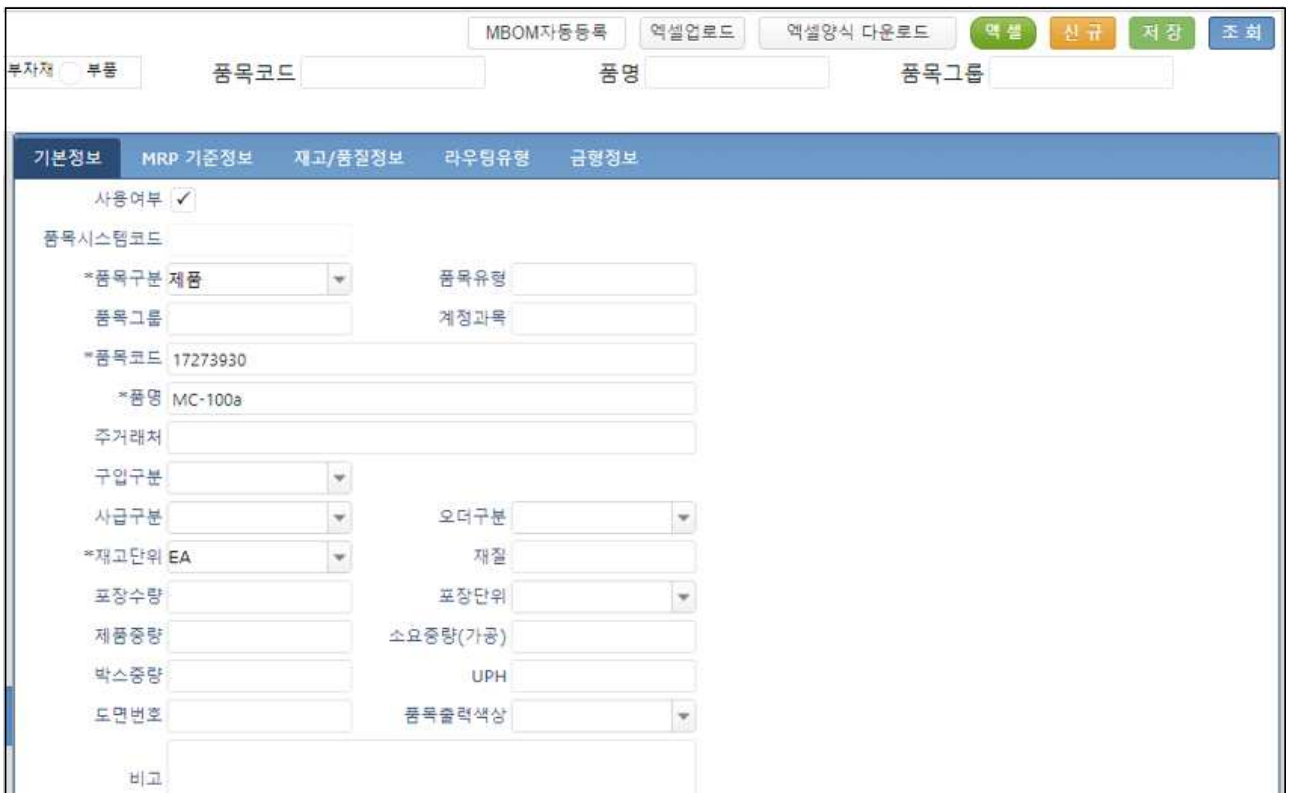 MBOM자동등록 엑셀업로드 엑셀양식 다운로드 엑셀 신규 저장 조회
부자재 부품 품목코드 품명 품목그룹
기본정보 MRP 기준정보 재고/품질정보 라우팅유형 금형정보
사용여부
품목시스템코드
*품목구분 제품 품목유형
품목그룹 계정과목
*품목코드 17273930
*품명 MC-100a
주거래처
구입구분
사급구분 오더구분
*재고단위 EA 재질
포장수량 포장단위
제품중량 소요중량(가공)
박스중량 UPH
도면번호 품목출력색상
비고